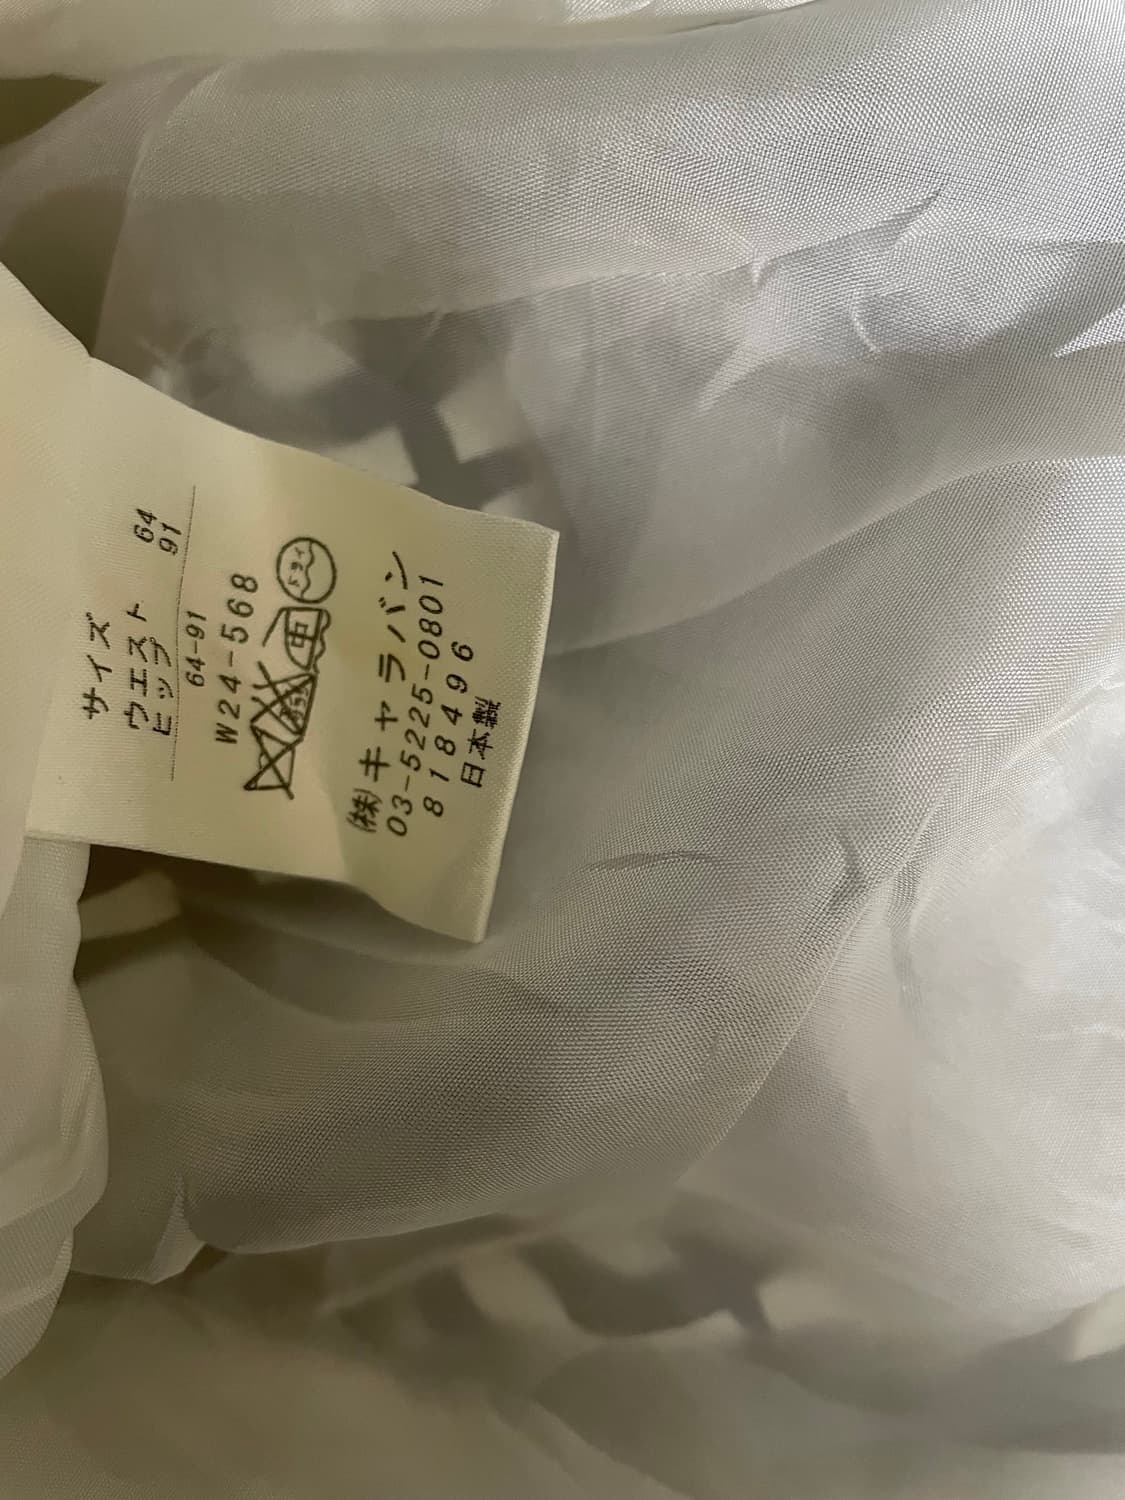 サイズ
ウエスト 64
ヒップ 91
64-91
W24-568
中
ドライ
(株)キャラバン
03-5225-0801
818496
日本製